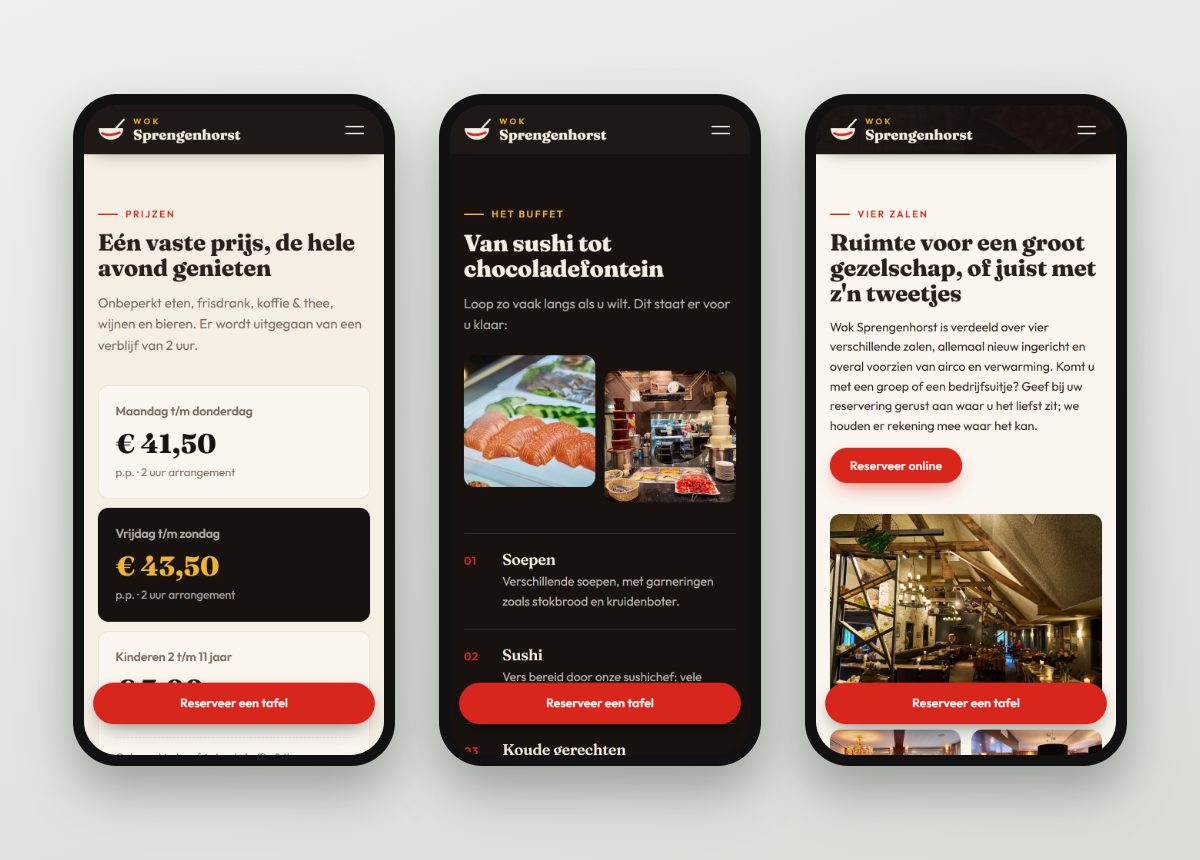 WOK
Sprengenhorst
PRIJZEN
Eén vaste prijs, de hele
avond genieten
Onbeperkt eten, frisdrank, koffie & thee,
wijnen en bieren. Er wordt uitgegaan van een
verblijf van 2 uur.
Maandag t/m donderdag
€ 41,50
p.p. · 2 uur arrangement
Vrijdag t/m zondag
€ 43,50
p.p. · 2 uur arrangement
Kinderen 2 t/m 11 jaar
Reserveer een tafel
WOK
Sprengenhorst
HET BUFFET
Van sushi tot
chocoladefontein
Loop zo vaak langs als u wilt. Dit staat er voor
u klaar:
01 Soepen
Verschillende soepen, met garneringen
zoals stokbrood en kruidenboter.
02 Sushi
Vers bereid door onze sushichef: vele
Reserveer een tafel
03 Koude gerechten
WOK
Sprengenhorst
VIER ZALEN
Ruimte voor een groot
gezelschap, of juist met
z'n tweetjes
Wok Sprengenhorst is verdeeld over vier
verschillende zalen, allemaal nieuw ingericht en
overal voorzien van airco en verwarming. Komt u
met een groep of een bedrijfsuitje? Geef bij uw
reservering gerust aan waar u het liefst zit; we
houden er rekening mee waar het kan.
Reserveer online
Reserveer een tafel